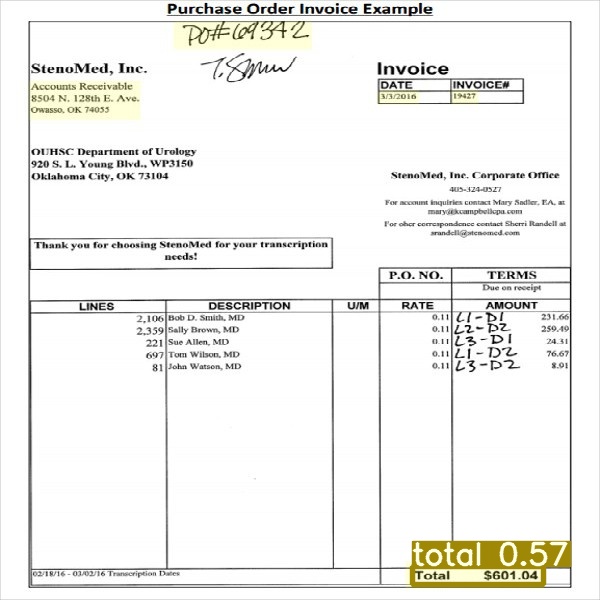 Purchase Order Invoice Example
PO# 69342
StenoMed, Inc.
Accounts Receivable
8504 N. 128th E. Ave.
Owasso, OK 74055
Invoice
DATE INVOICE#
3/3/2016 19427
OUHSC Department of Urology
920 S. L. Young Blvd., WP3150
Oklahoma City, OK 73104
StenoMed, Inc. Corporate Office
405-324-0527
For account inquiries contact Mary Sadler, EA, at
mary@kcampbellcpa.com
For oher correspondence contact Sherri Randell at
srandell@stenomed.com
Thank you for choosing StenoMed for your transcription
needs!
P.O. NO. TERMS
Due on receipt
LINES DESCRIPTION U/M RATE AMOUNT
2,106 Bob D. Smith, MD 0.11 L1-D1 231.66
2,359 Sally Brown, MD 0.11 L2-D2 259.49
221 Sue Allen, MD 0.11 L3-D1 24.31
697 Tom Wilson, MD 0.11 L1-D2 76.67
81 John Watson, MD 0.11 L3-D2 8.91
02/18/16 - 03/02/16 Transcription Dates
total 0.57
Total $601.04